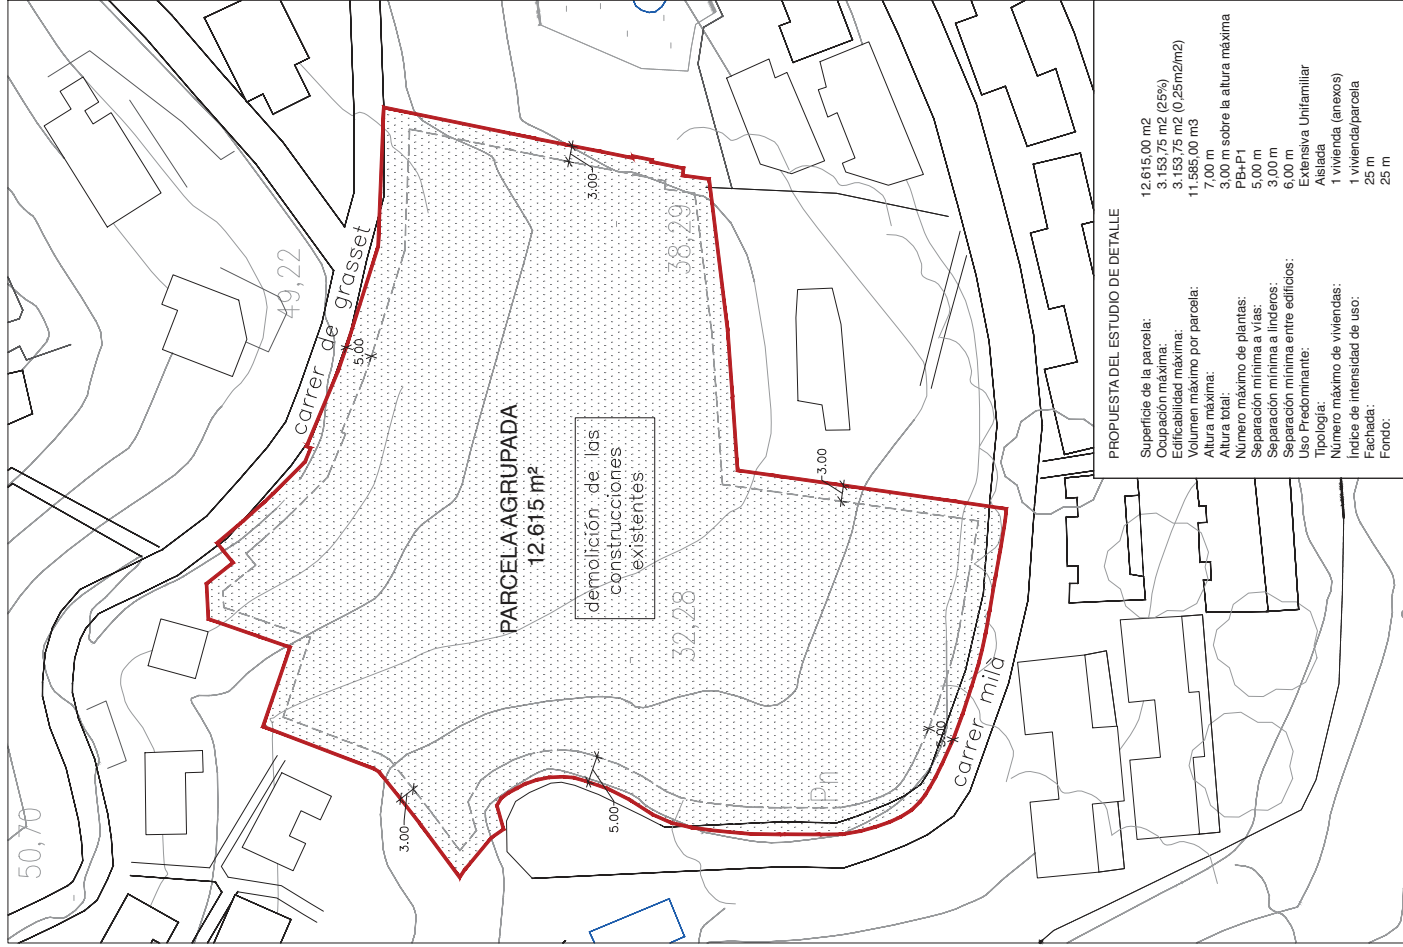 50,70
49,22
carrer de grasset
5.00
3.00
38,29
PARCELA AGRUPADA
12.615 m²
demolición de las
construcciones
existentes
32,28
3.00
3.00
5.00
5.00
Pn
carrer milà
PROPUESTA DEL ESTUDIO DE DETALLE
Superficie de la parcela: 12.615,00 m2
Ocupación máxima: 3.153,75 m2 (25%)
Edificabilidad máxima: 3.153,75 m2 (0,25m2/m2)
Volumen máximo por parcela: 11.585,00 m3
Altura máxima: 7,00 m
Altura total: 3,00 m sobre la altura máxima
Número máximo de plantas: PB+P1
Separación mínima a vías: 5,00 m
Separación mínima a linderos: 3,00 m
Separación mínima entre edificios: 6,00 m
Uso Predominante: Extensiva Unifamiliar
Tipología: Aislada
Número máximo de viviendas: 1 vivienda (anexos)
Índice de intensidad de uso: 1 vivienda/parcela
Fachada: 25 m
Fondo: 25 m